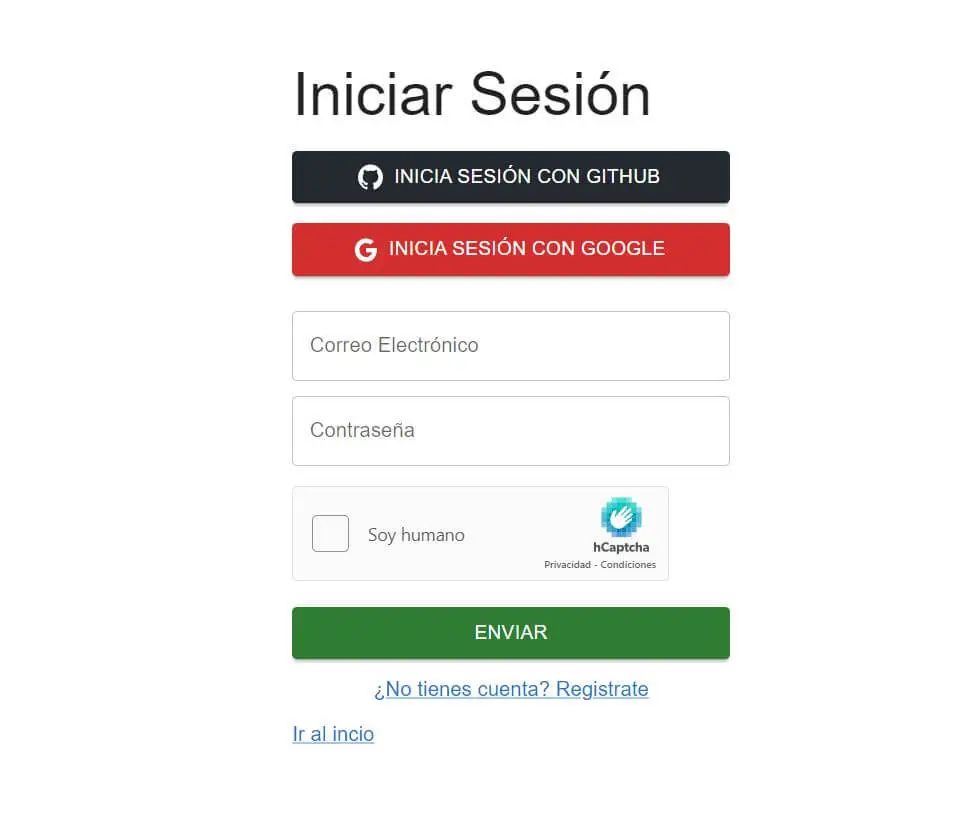 Iniciar Sesión
INICIA SESIÓN CON GITHUB
INICIA SESIÓN CON GOOGLE
Correo Electrónico
Contraseña
Soy humano
hCaptcha
Privacidad - Condiciones
ENVIAR
¿No tienes cuenta? Registrate
Ir al incio